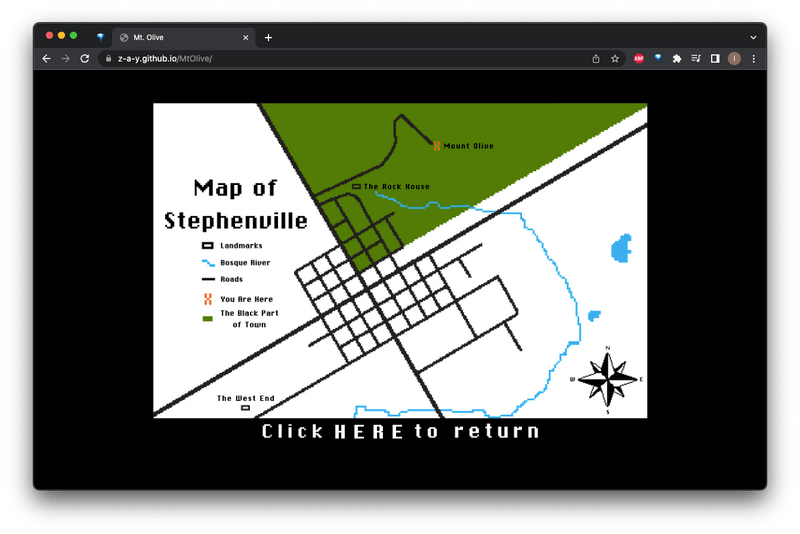 Mt. Olive
z-a-y.github.io/MtOlive/
ABP
I
Mount Olive
The Rock House
Map of
Stephenville
Landmarks
Bosque River
Roads
You Are Here
The Black Part
of Town
The West End
N
W
E
S
Click HERE to return